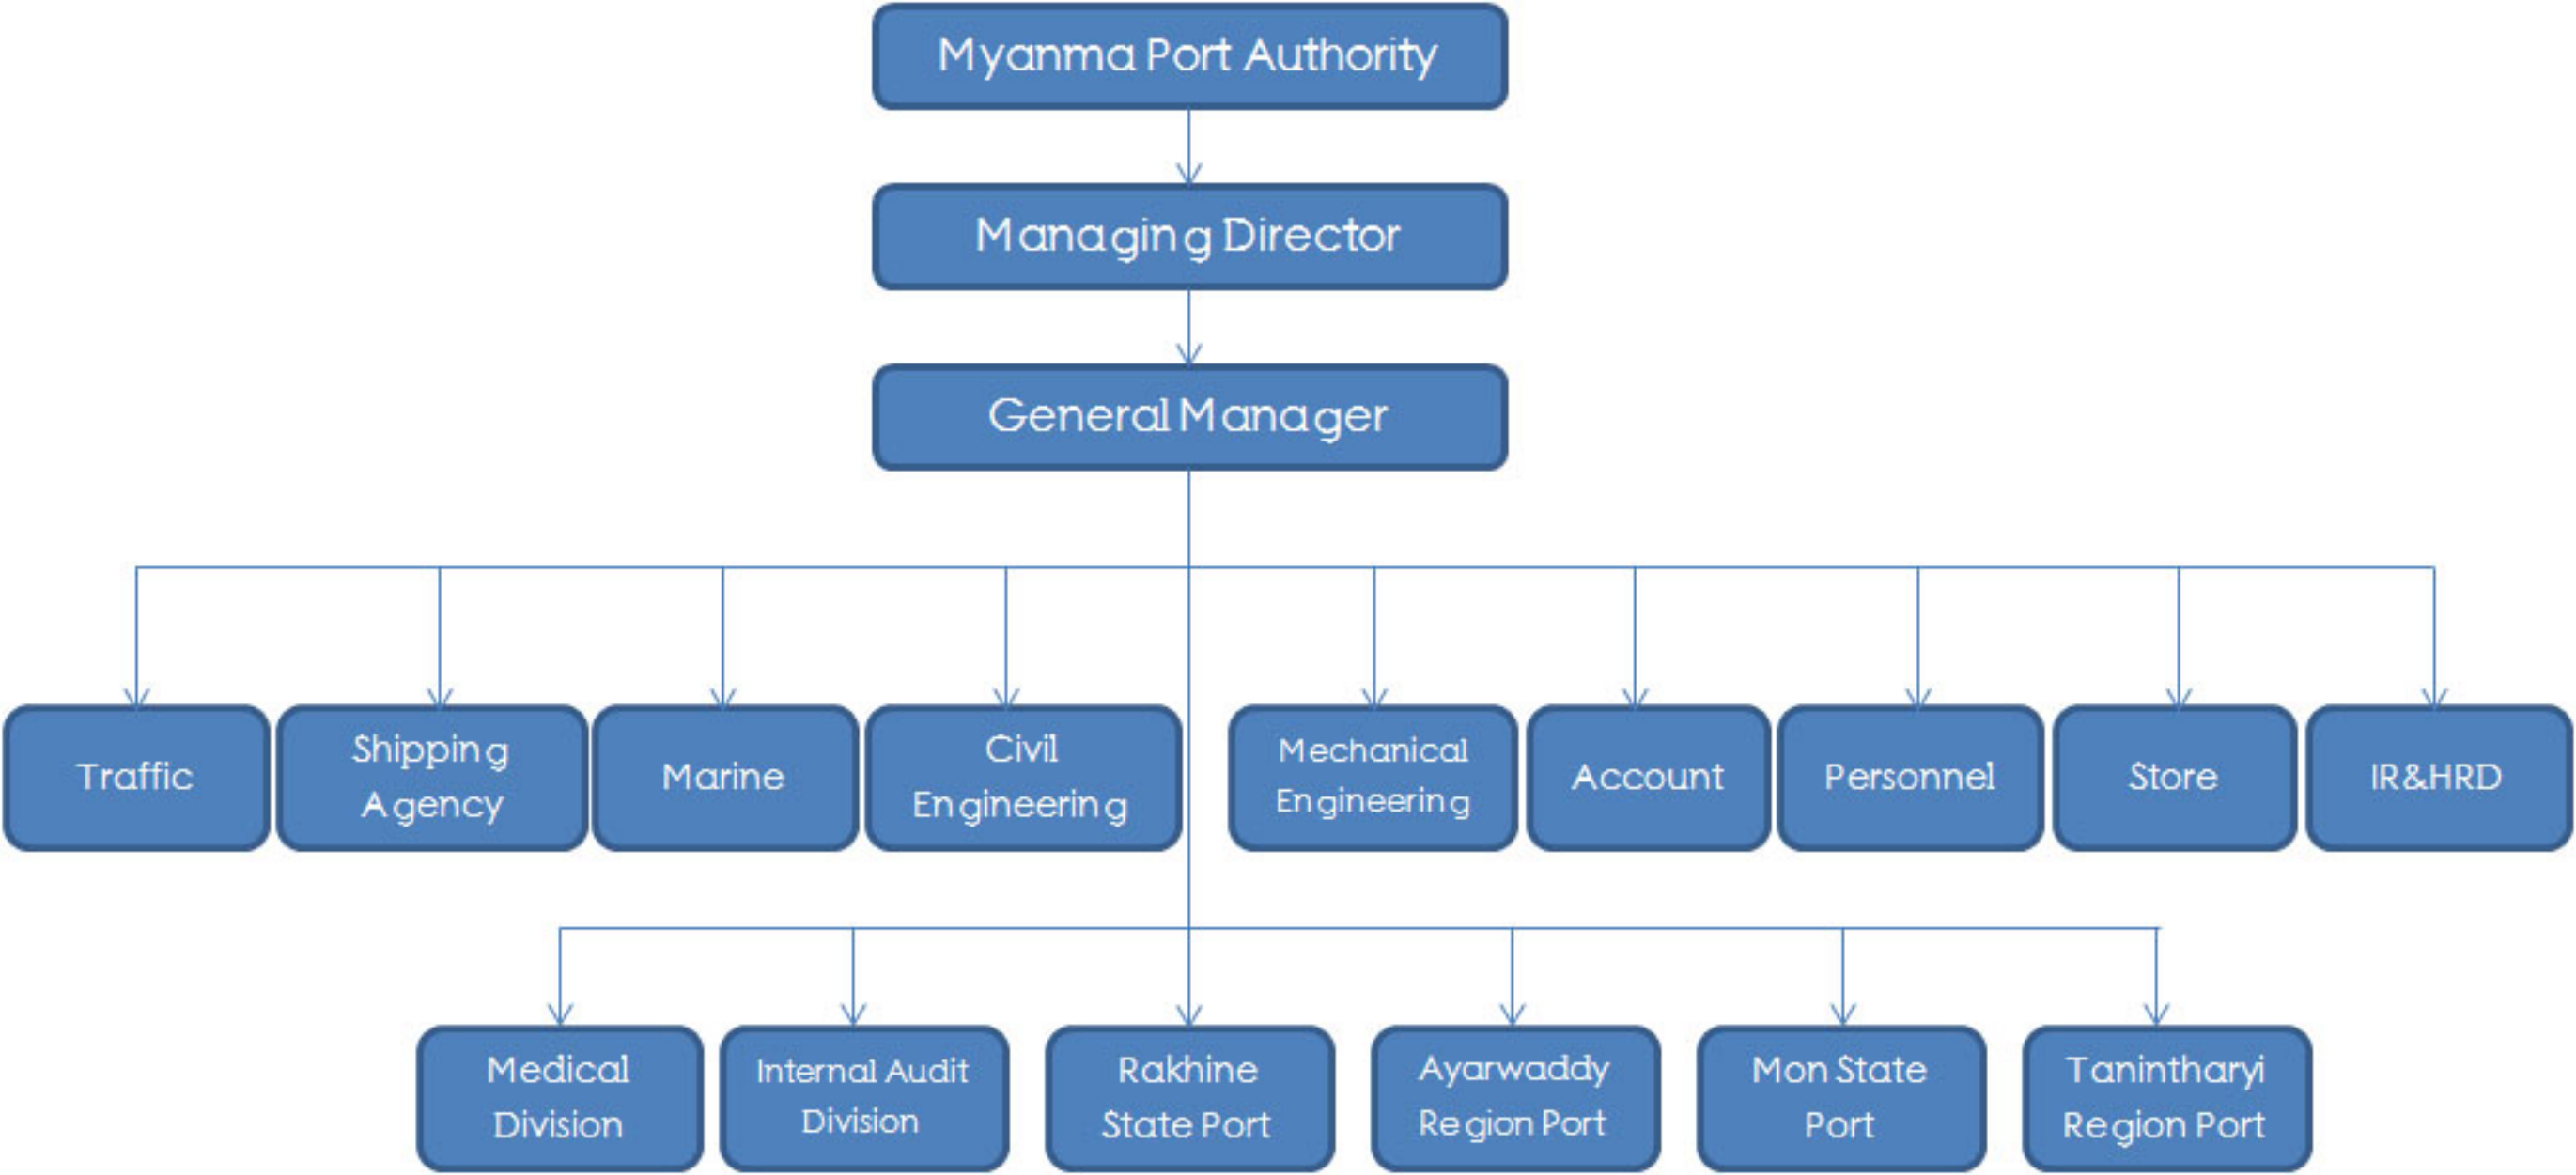 Myanma Port Authority
Managing Director
General Manager
Traffic
Shipping
Agency
Marine
Civil
Engineering
Mechanical
Engineering
Account
Personnel
Store
IR&HRD
Medical
Division
Internal Audit
Division
Rakhine
State Port
Ayarwaddy
Region Port
Mon State
Port
Tanintharyi
Region Port